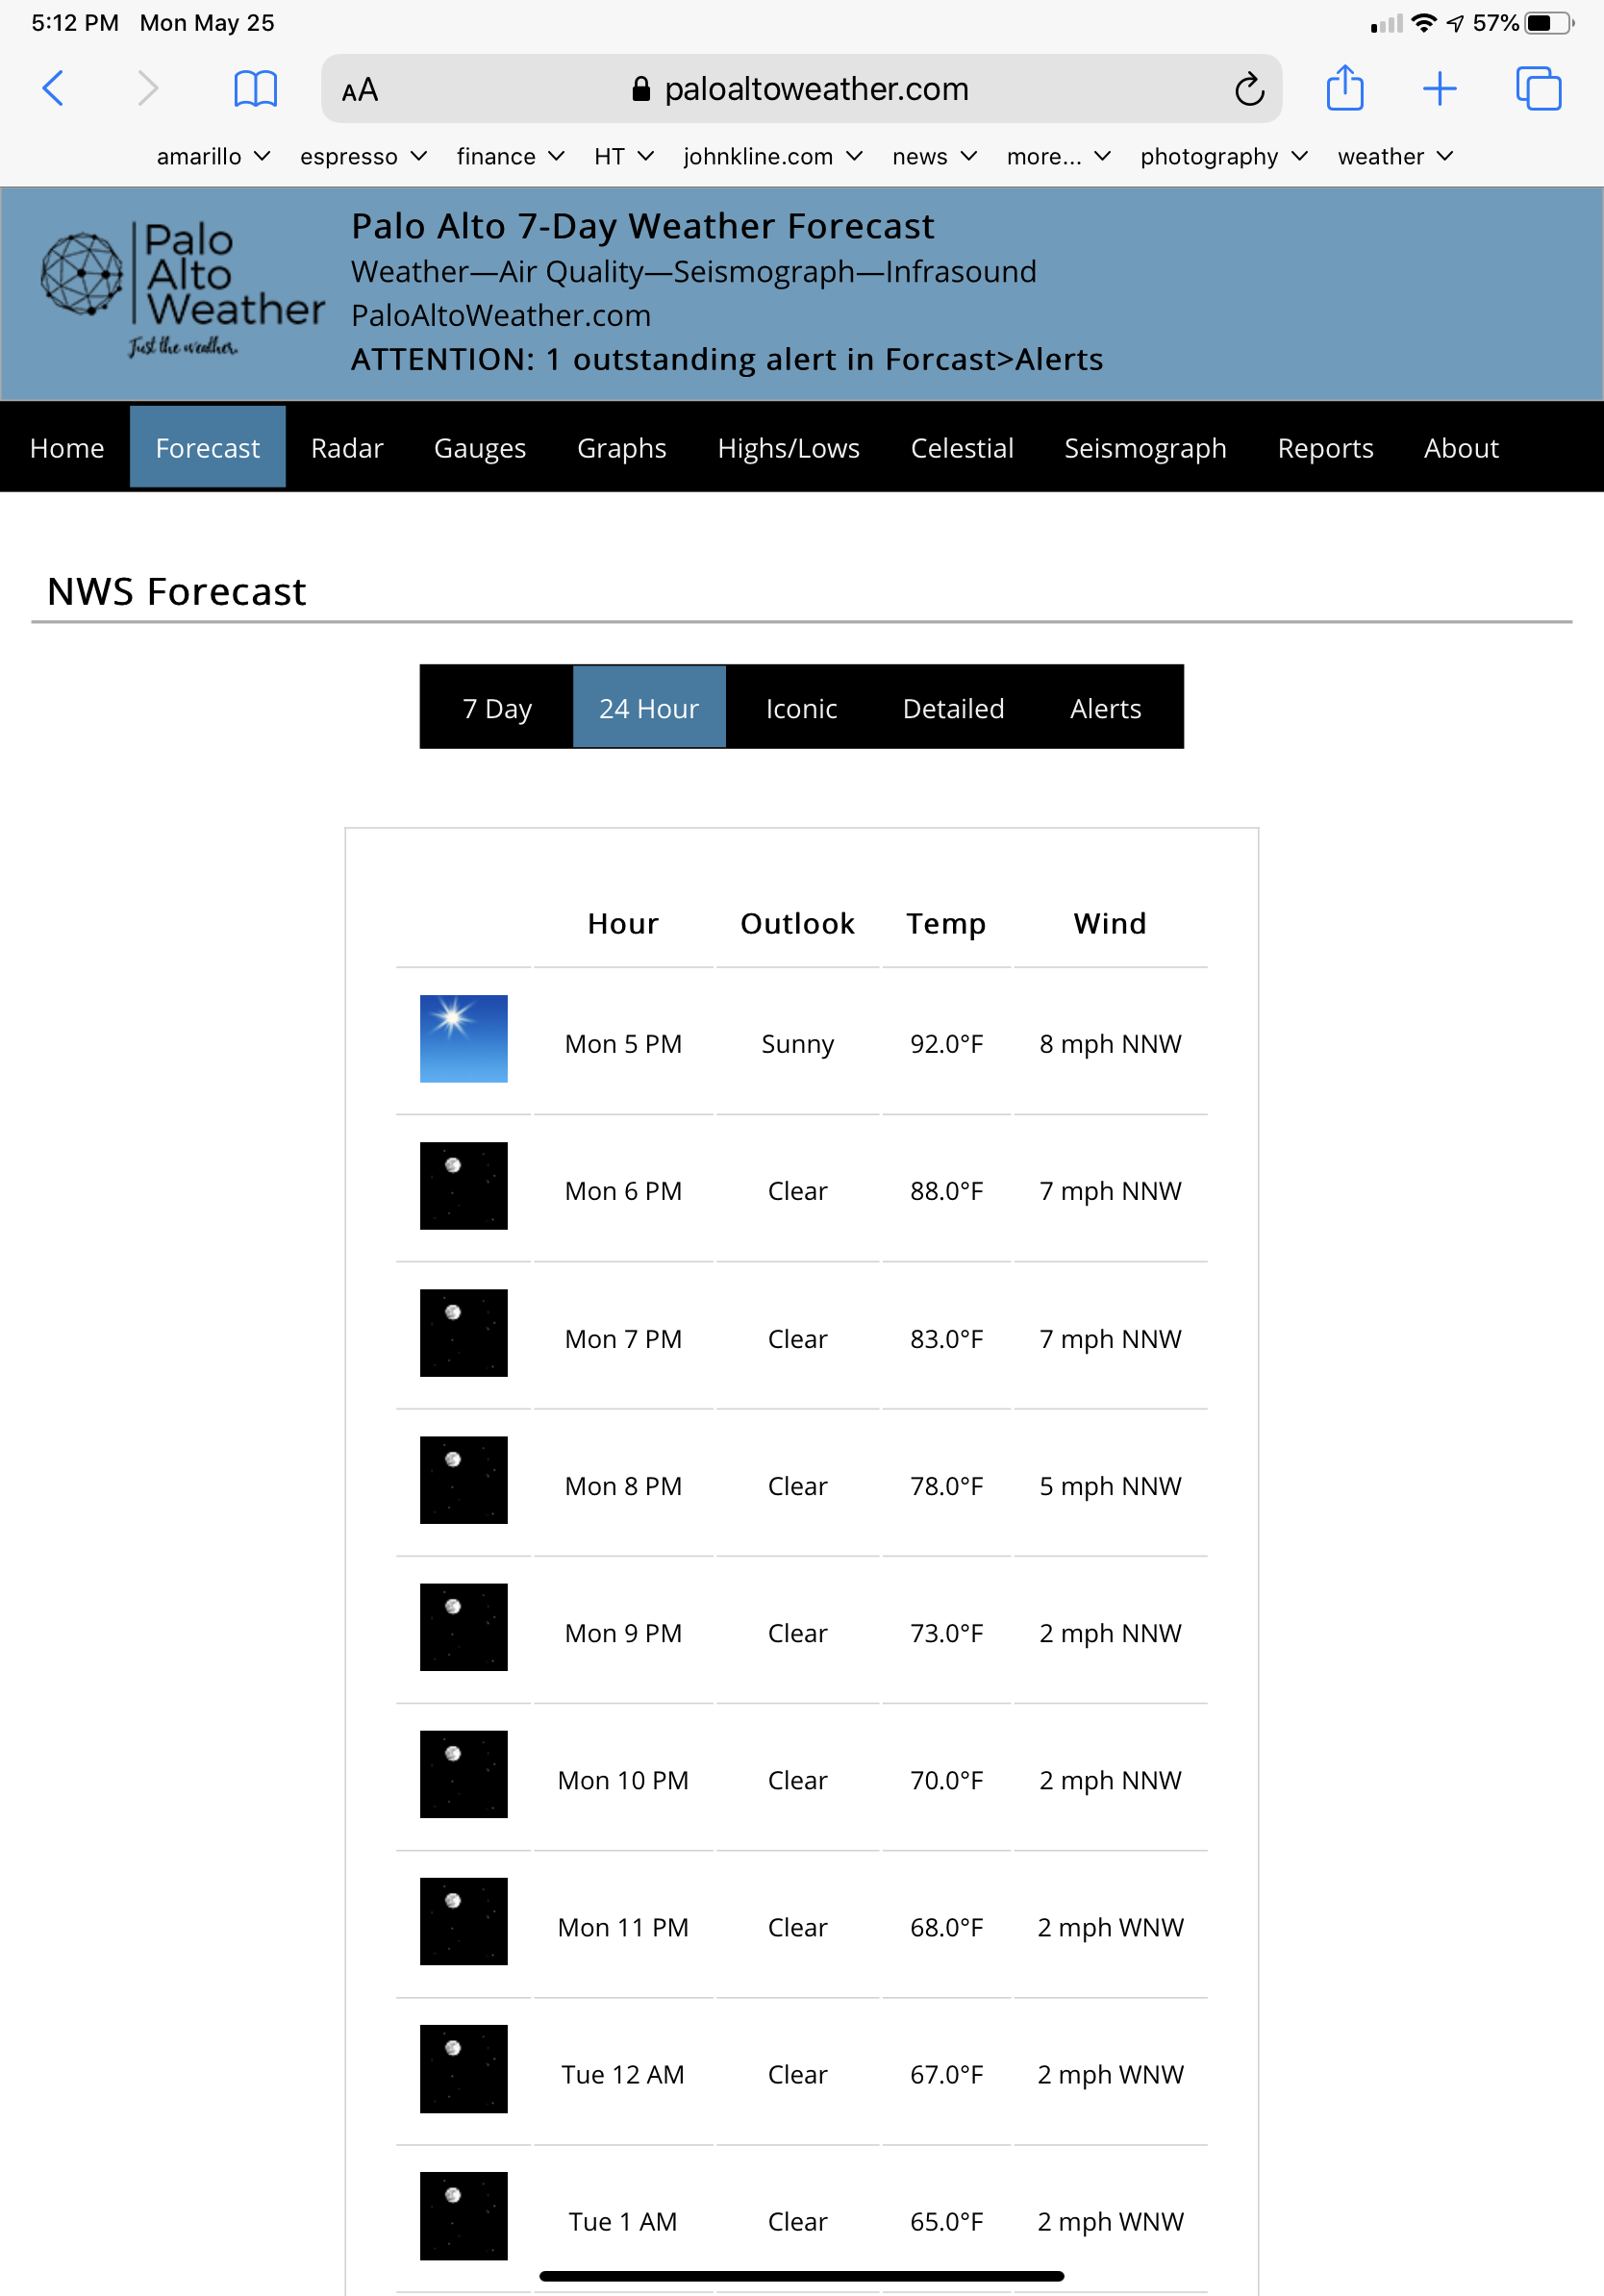 5:12 PM Mon May 25 57%
AA paloaltoweather.com
amarillo espresso finance HT johnkline.com news more... photography weather
Palo
Alto
Weather
Just the weather.
Palo Alto 7-Day Weather Forecast
Weather—Air Quality—Seismograph—Infrasound
PaloAltoWeather.com
ATTENTION: 1 outstanding alert in Forcast>Alerts
Home Forecast Radar Gauges Graphs Highs/Lows Celestial Seismograph Reports About
NWS Forecast
7 Day 24 Hour Iconic Detailed Alerts
Hour Outlook Temp Wind
Mon 5 PM Sunny 92.0°F 8 mph NNW
Mon 6 PM Clear 88.0°F 7 mph NNW
Mon 7 PM Clear 83.0°F 7 mph NNW
Mon 8 PM Clear 78.0°F 5 mph NNW
Mon 9 PM Clear 73.0°F 2 mph NNW
Mon 10 PM Clear 70.0°F 2 mph NNW
Mon 11 PM Clear 68.0°F 2 mph WNW
Tue 12 AM Clear 67.0°F 2 mph WNW
Tue 1 AM Clear 65.0°F 2 mph WNW